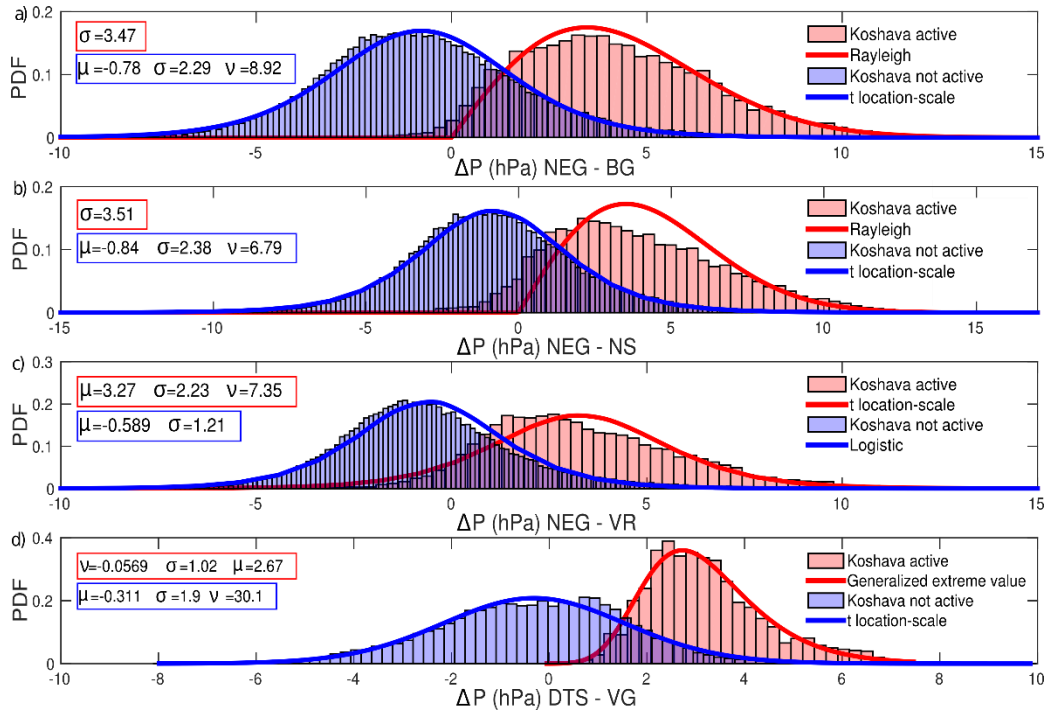 a)
0.2
0.1
0
PDF
σ=3.47
μ=-0.78 σ=2.29 ν=8.92
Koshava active
Rayleigh
Koshava not active
t location-scale
-10 -5 0 5 10 15
ΔP (hPa) NEG - BG
b)
0.2
0.1
0
PDF
σ=3.51
μ=-0.84 σ=2.38 ν=6.79
Koshava active
Rayleigh
Koshava not active
t location-scale
-15 -10 -5 0 5 10 15
ΔP (hPa) NEG - NS
c)
0.3
0.2
0.1
0
PDF
μ=3.27 σ=2.23 ν=7.35
μ=-0.589 σ=1.21
Koshava active
t location-scale
Koshava not active
Logistic
-10 -5 0 5 10 15
ΔP (hPa) NEG - VR
d)
0.4
0.2
0
PDF
ν=-0.0569 σ=1.02 μ=2.67
μ=-0.311 σ=1.9 ν=30.1
Koshava active
Generalized extreme value
Koshava not active
t location-scale
-10 -8 -6 -4 -2 0 2 4 6 8 10
ΔP (hPa) DTS - VG